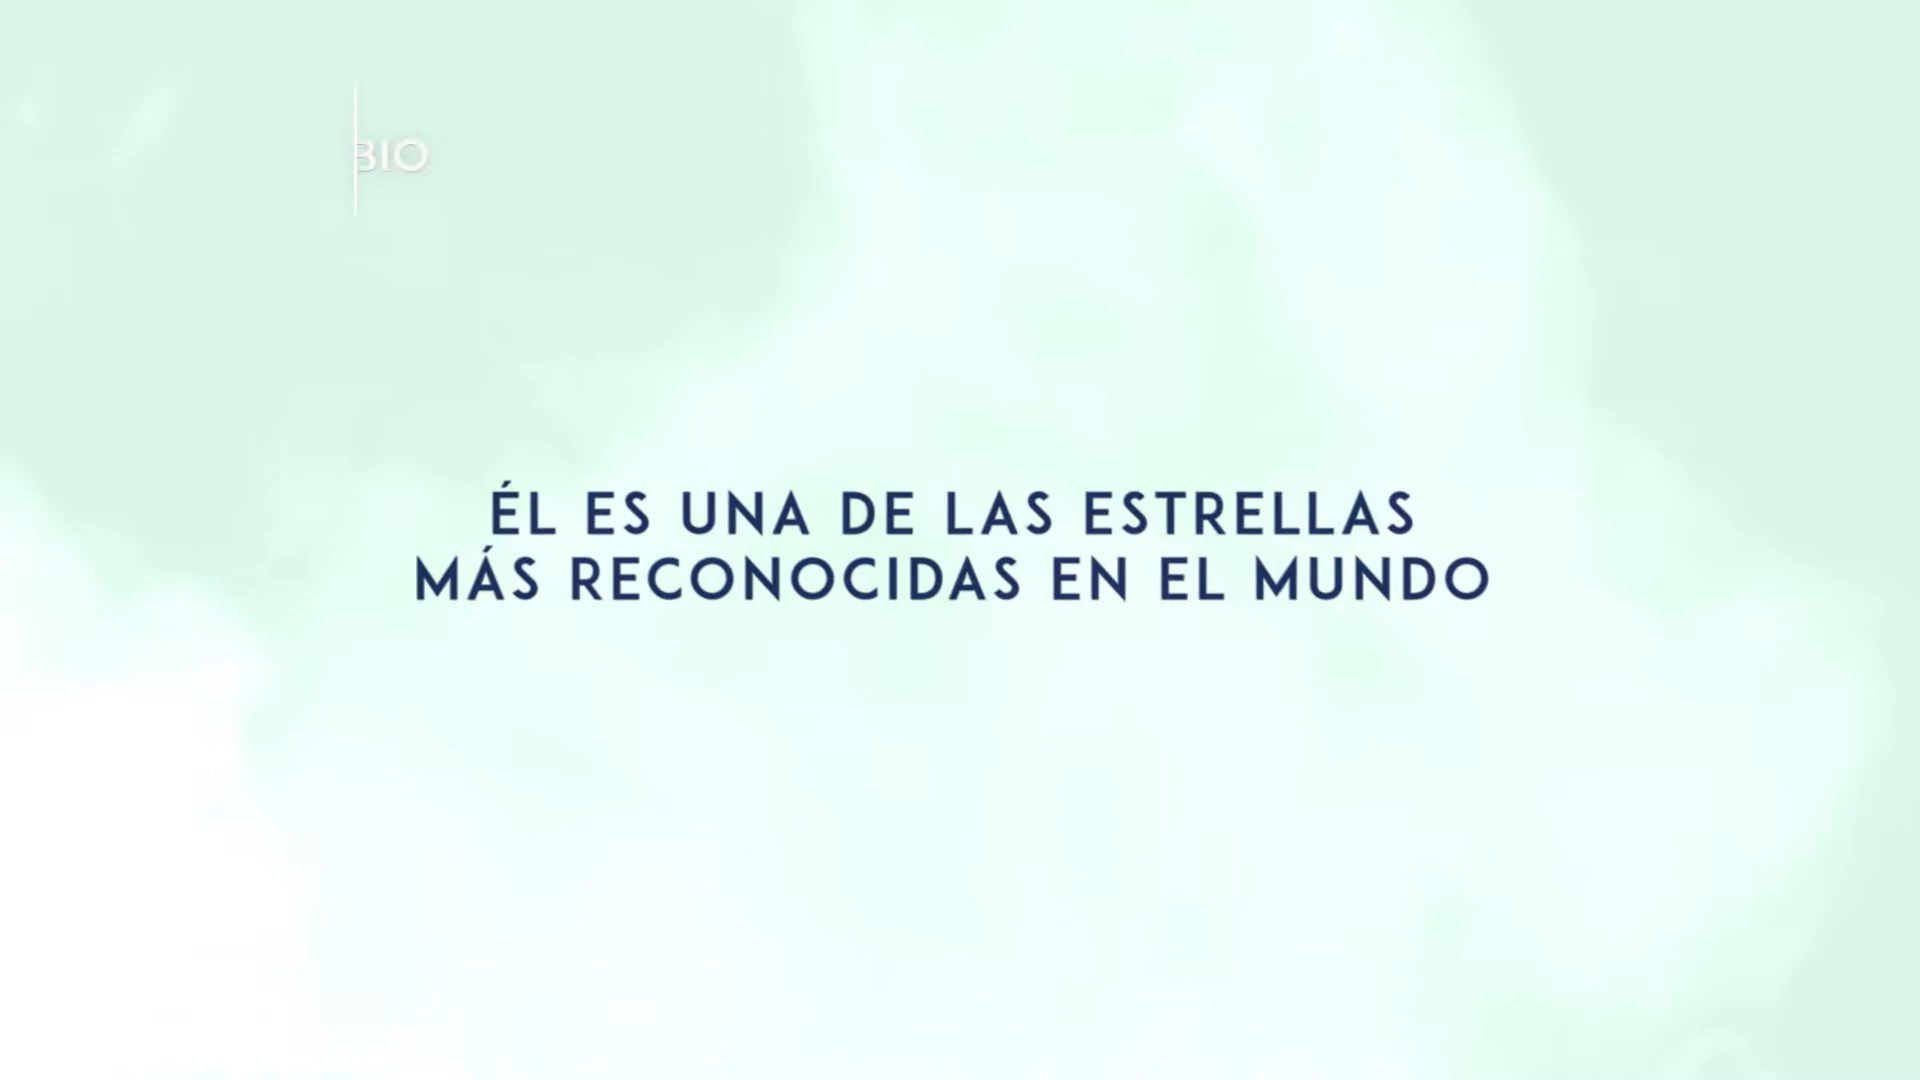 BIO
ÉL ES UNA DE LAS ESTRELLAS
MÁS RECONOCIDAS EN EL MUNDO